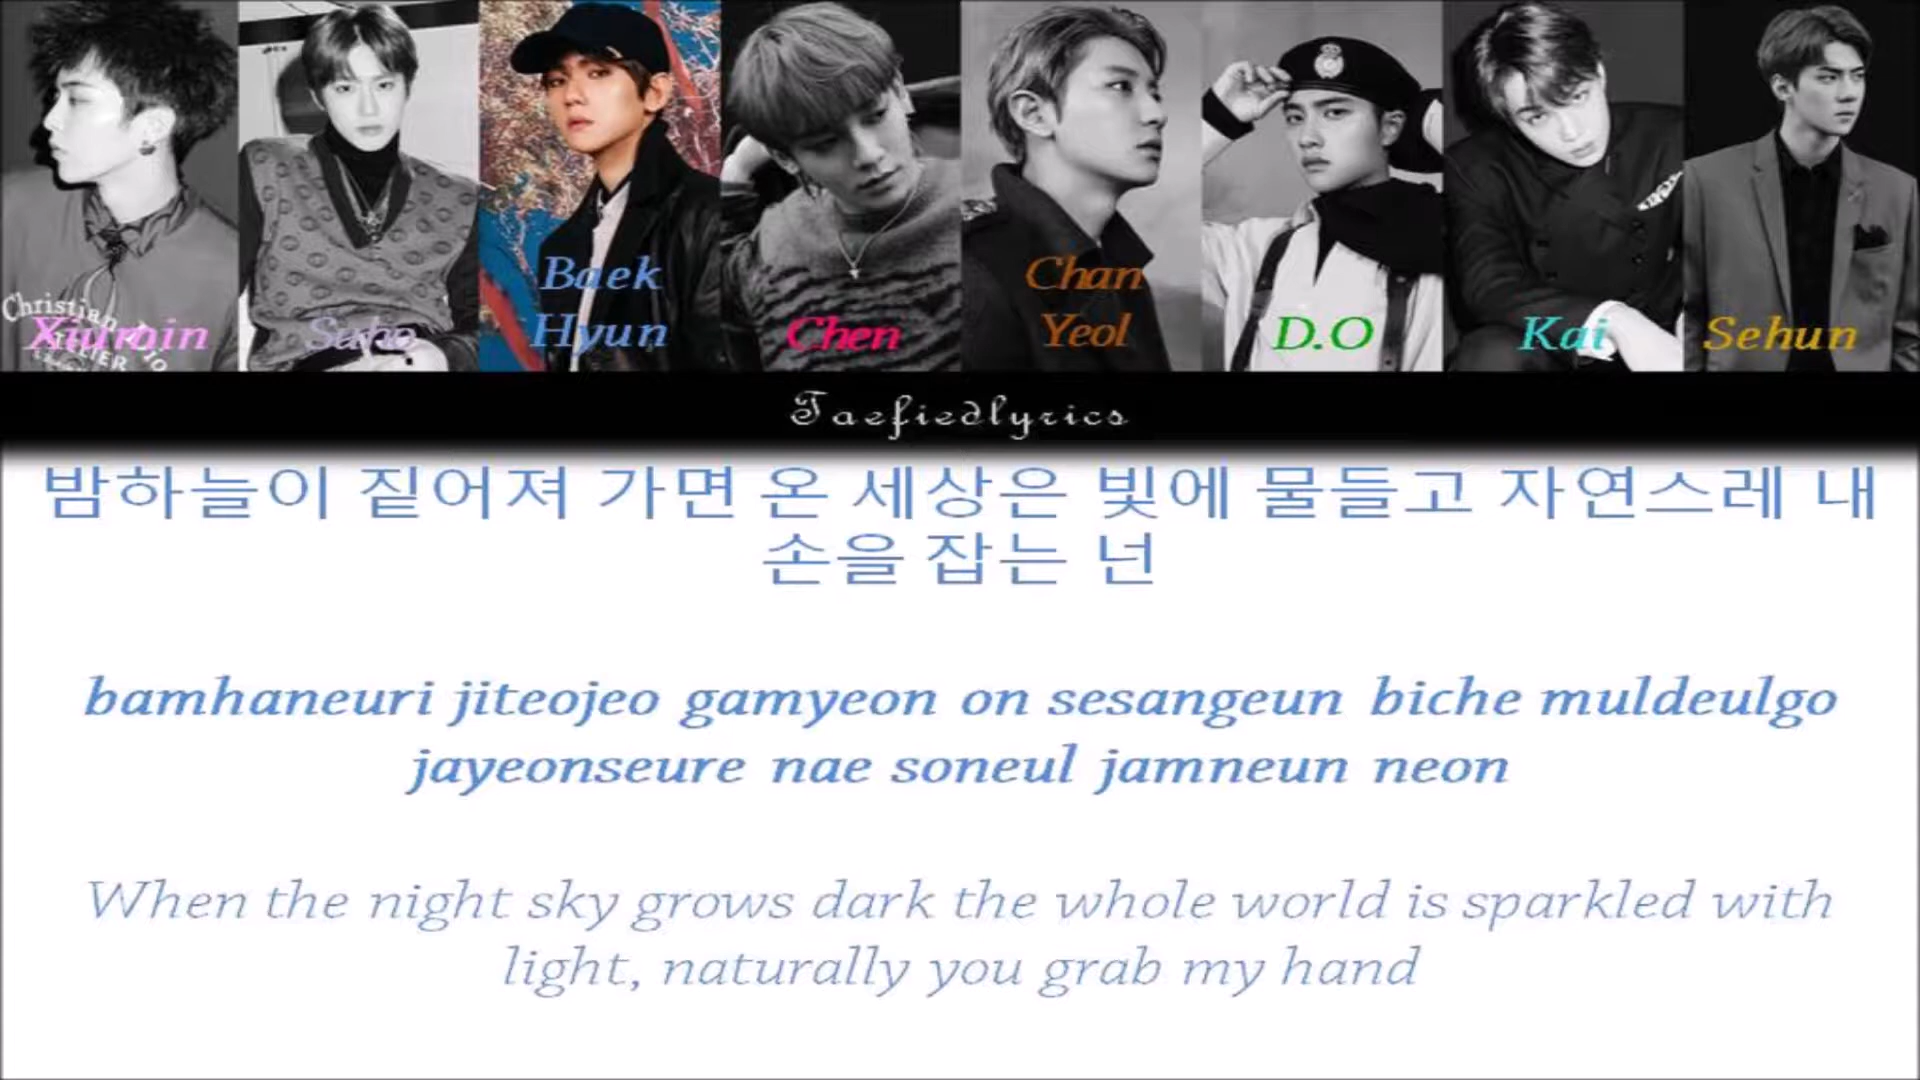 Christian
TELIER
Xiumin
Suho
Baek
Hyun
Chen
Chan
Yeol
D.O
Kai
Sehun
Taefiedlyrics
밤하늘이 짙어져 가면 온 세상은 빛에 물들고 자연스레 내
손을 잡는 넌
bamhaneuri jiteojeo gamyeon on sesangeun biche muldeulgo
jayeonseure nae soneul jamneun neon
When the night sky grows dark the whole world is sparkled with
light, naturally you grab my hand